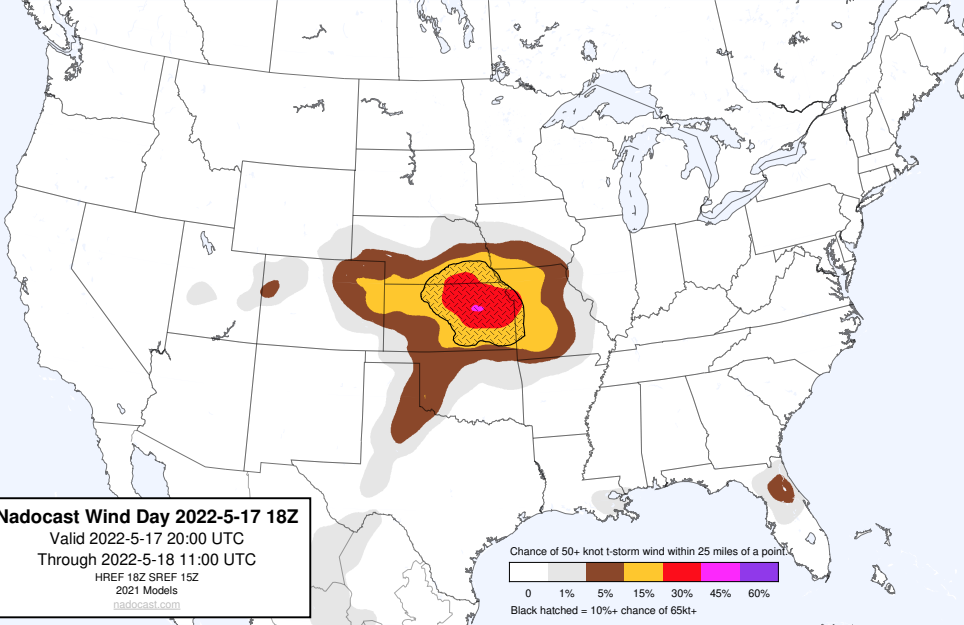 Nadocast Wind Day 2022-5-17 18Z
Valid 2022-5-17 20:00 UTC
Through 2022-5-18 11:00 UTC
HREF 18Z SREF 15Z
2021 Models
nadocast.com
Chance of 50+ knot t-storm wind within 25 miles of a point.
0 1% 5% 15% 30% 45% 60%
Black hatched = 10%+ chance of 65kt+